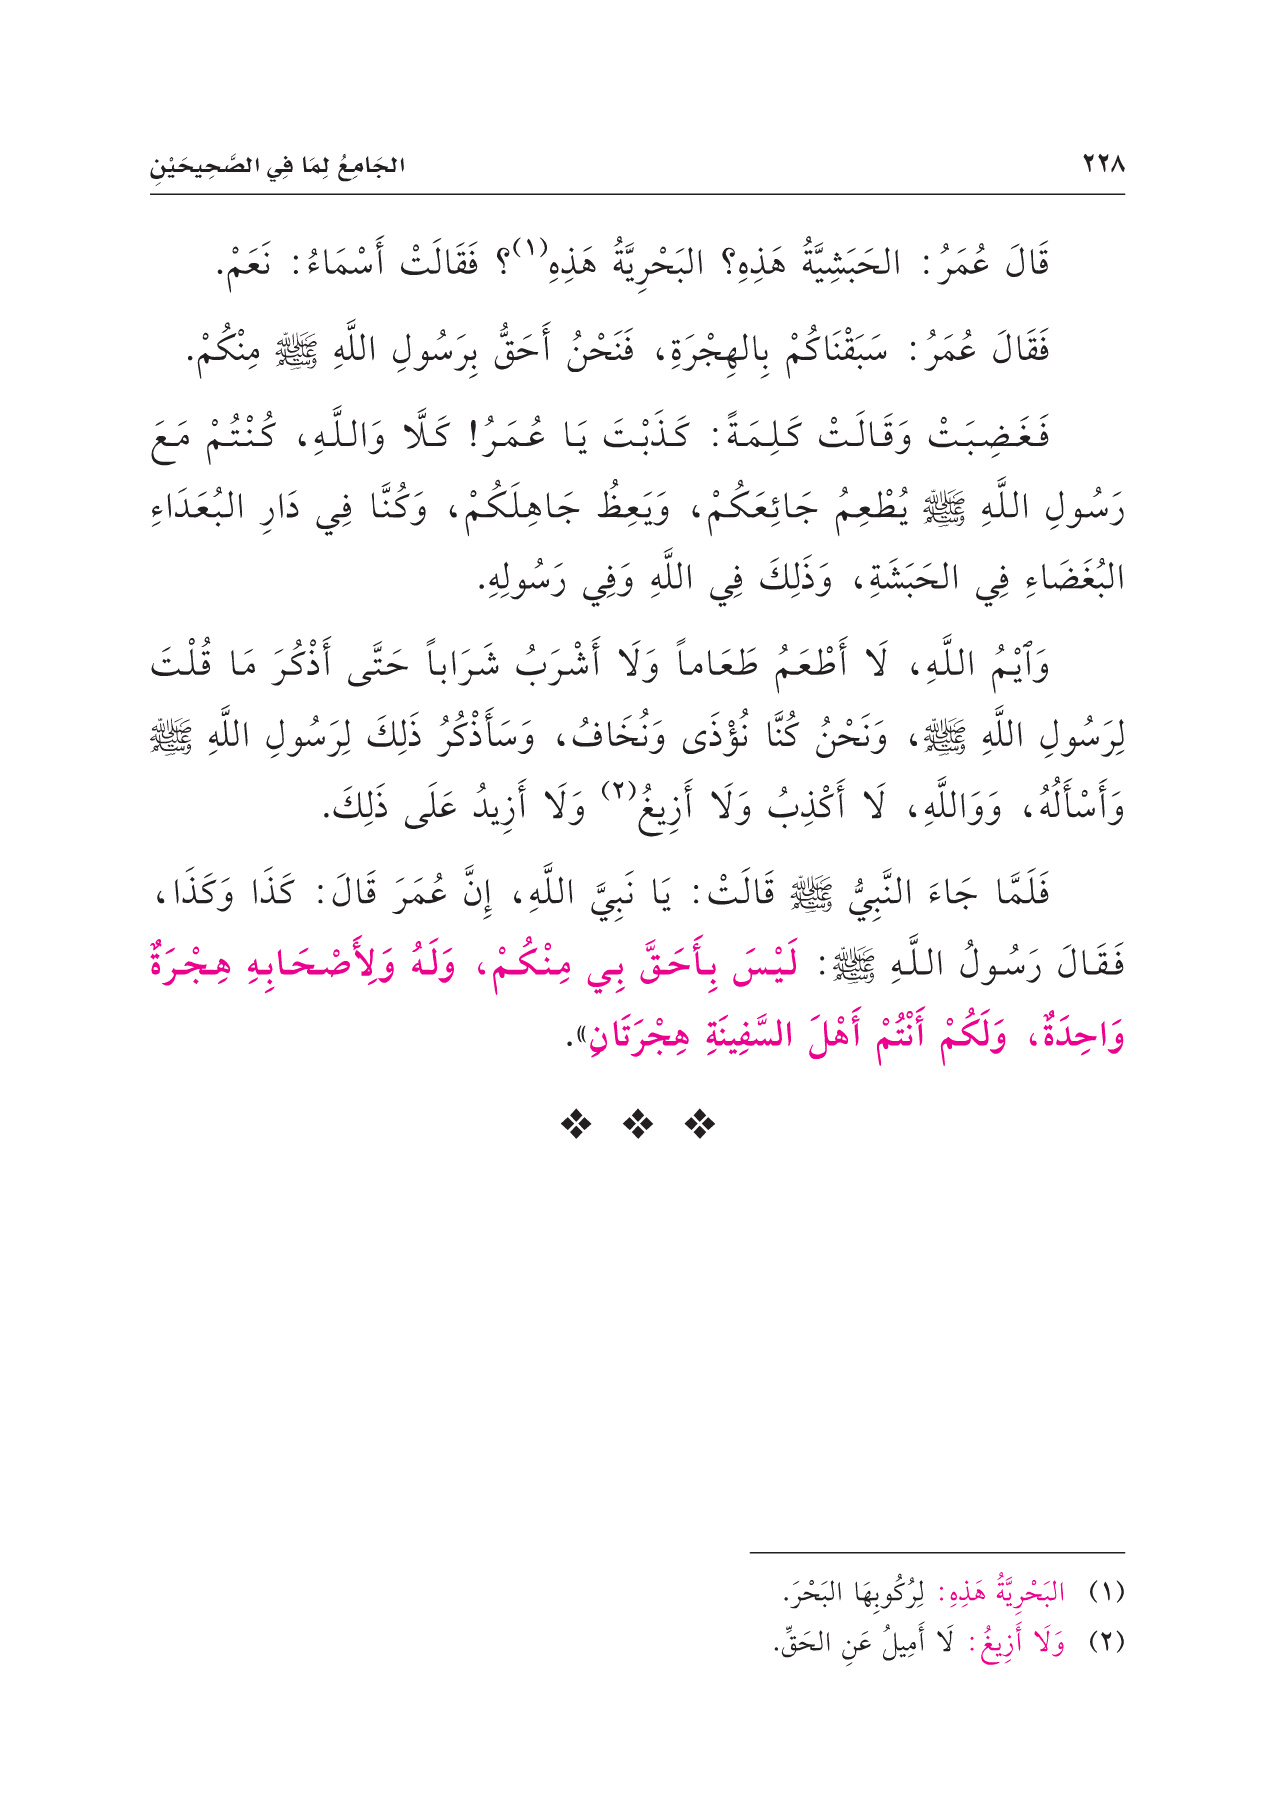 ٢٢٨ الجَامِعُ لِمَا فِي الصَّحِيحَيْنِ
قَالَ عُمَرُ: الحَبَشِيَّةُ هَذِهِ؟ البَحْرِيَّةُ هَذِهِ(١)؟ فَقَالَتْ أَسْمَاءُ: نَعَمْ.
فَقَالَ عُمَرُ: سَبَقْنَاكُمْ بِالهِجْرَةِ، فَنَحْنُ أَحَقُّ بِرَسُولِ اللَّهِ ﷺ مِنْكُمْ.
فَغَضِبَتْ وَقَالَتْ كَلِمَةً: كَذَبْتَ يَا عُمَرُ! كَلَّا وَاللَّهِ، كُنْتُمْ مَعَ
رَسُولِ اللَّهِ ﷺ يُطْعِمُ جَائِعَكُمْ، وَيَعِظُ جَاهِلَكُمْ، وَكُنَّا فِي دَارِ البُعَدَاءِ
البُغَضَاءِ فِي الحَبَشَةِ، وَذَلِكَ فِي اللَّهِ وَفِي رَسُولِهِ.
وَٱيْمُ اللَّهِ، لَا أَطْعَمُ طَعَاماً وَلَا أَشْرَبُ شَرَاباً حَتَّى أَذْكُرَ مَا قُلْتَ
لِرَسُولِ اللَّهِ ﷺ، وَنَحْنُ كُنَّا نُؤْذَى وَنُخَافُ، وَسَأَذْكُرُ ذَلِكَ لِرَسُولِ اللَّهِ ﷺ
وَأَسْأَلُهُ، وَوَاللَّهِ، لَا أَكْذِبُ وَلَا أَزِيغُ(٢) وَلَا أَزِيدُ عَلَى ذَلِكَ.
فَلَمَّا جَاءَ النَّبِيُّ ﷺ قَالَتْ: يَا نَبِيَّ اللَّهِ، إِنَّ عُمَرَ قَالَ: كَذَا وَكَذَا،
فَقَالَ رَسُولُ اللَّهِ ﷺ: لَيْسَ بِأَحَقَّ بِي مِنْكُمْ، وَلَهُ وَلِأَصْحَابِهِ هِجْرَةٌ
وَاحِدَةٌ، وَلَكُمْ أَنْتُمْ أَهْلَ السَّفِينَةِ هِجْرَتَانِ».
(١) البَحْرِيَّةُ هَذِهِ: لِرُكُوبِهَا البَحْرَ.
(٢) وَلَا أَزِيغُ: لَا أَمِيلُ عَنِ الحَقِّ.